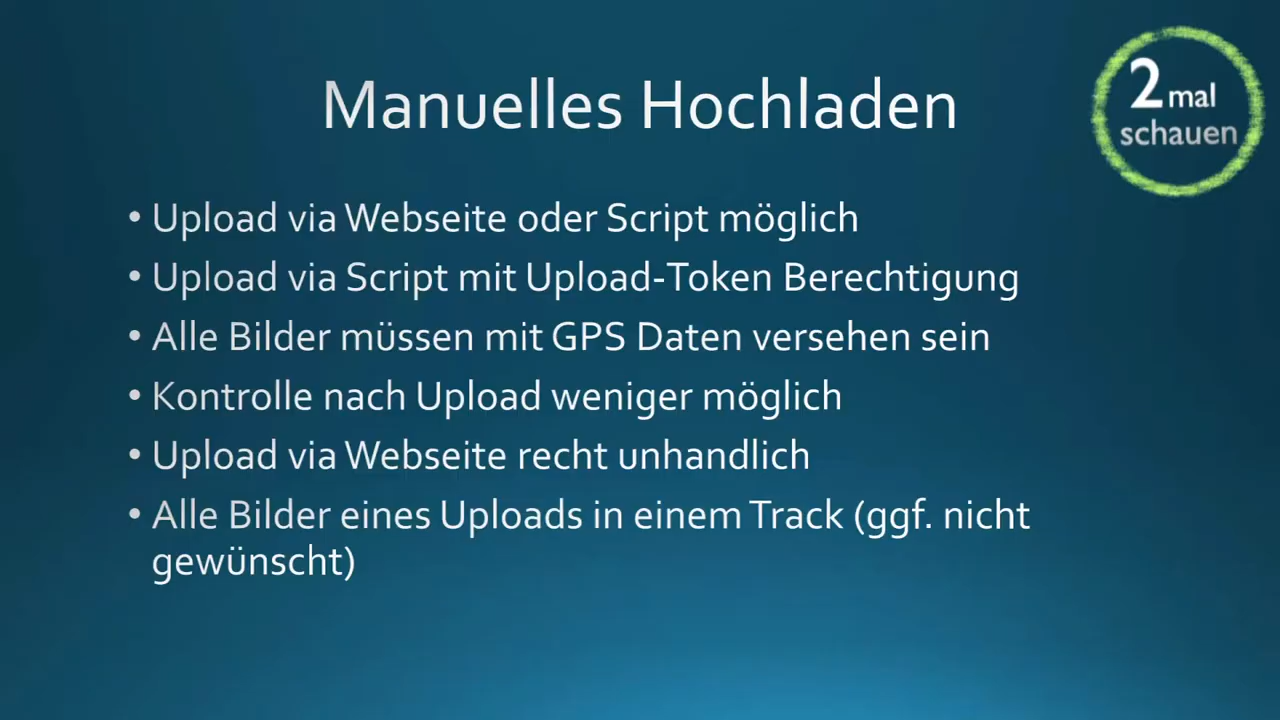 Manuelles Hochladen
2 mal
schauen
• Upload via Webseite oder Script möglich
• Upload via Script mit Upload-Token Berechtigung
• Alle Bilder müssen mit GPS Daten versehen sein
• Kontrolle nach Upload weniger möglich
• Upload via Webseite recht unhandlich
• Alle Bilder eines Uploads in einem Track (ggf. nicht
gewünscht)